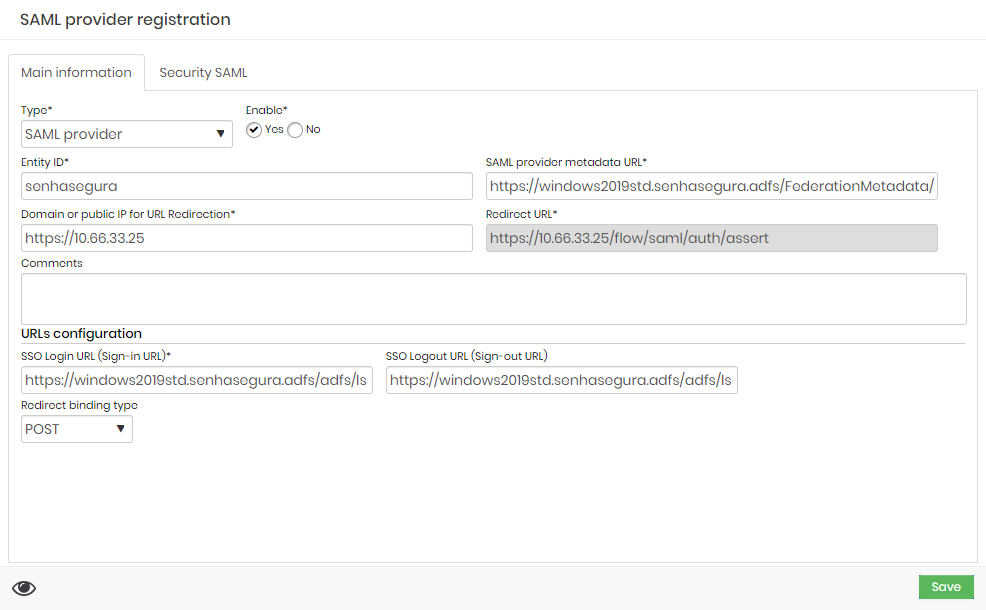 SAML provider registration
Main information Security SAML
Type* Enable*
SAML provider Yes No
Entity ID* SAML provider metadata URL*
senhasegura https://windows2019std.senhasegura.adfs/FederationMetadata/
Domain or public IP for URL Redirection* Redirect URL*
https://10.66.33.25 https://10.66.33.25/flow/saml/auth/assert
Comments
URLs configuration
SSO Login URL (Sign-in URL)* SSO Logout URL (Sign-out URL)
https://windows2019std.senhasegura.adfs/adfs/ls https://windows2019std.senhasegura.adfs/adfs/ls
Redirect binding type
POST
Save